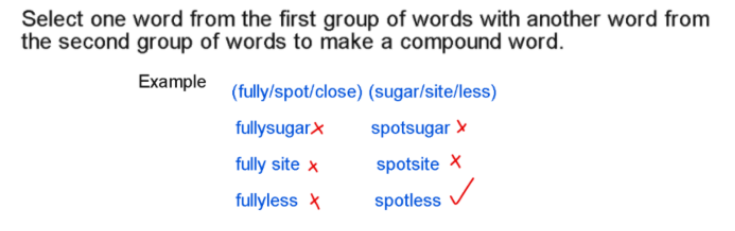 Select one word from the first group of words with another word from
the second group of words to make a compound word.
Example (fully/spot/close) (sugar/site/less)
fullysugar x spotsugar x
fully site x spotsite x
fullyless x spotless ✓